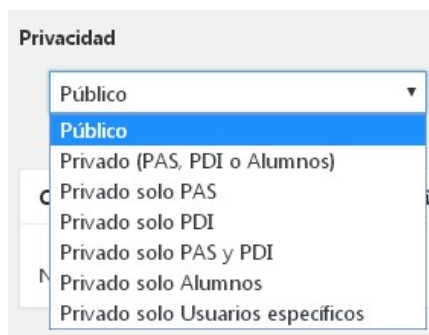 Privacidad
Público
Público
Privado (PAS, PDI o Alumnos)
Privado solo PAS
Privado solo PDI
Privado solo PAS y PDI
Privado solo Alumnos
Privado solo Usuarios específicos